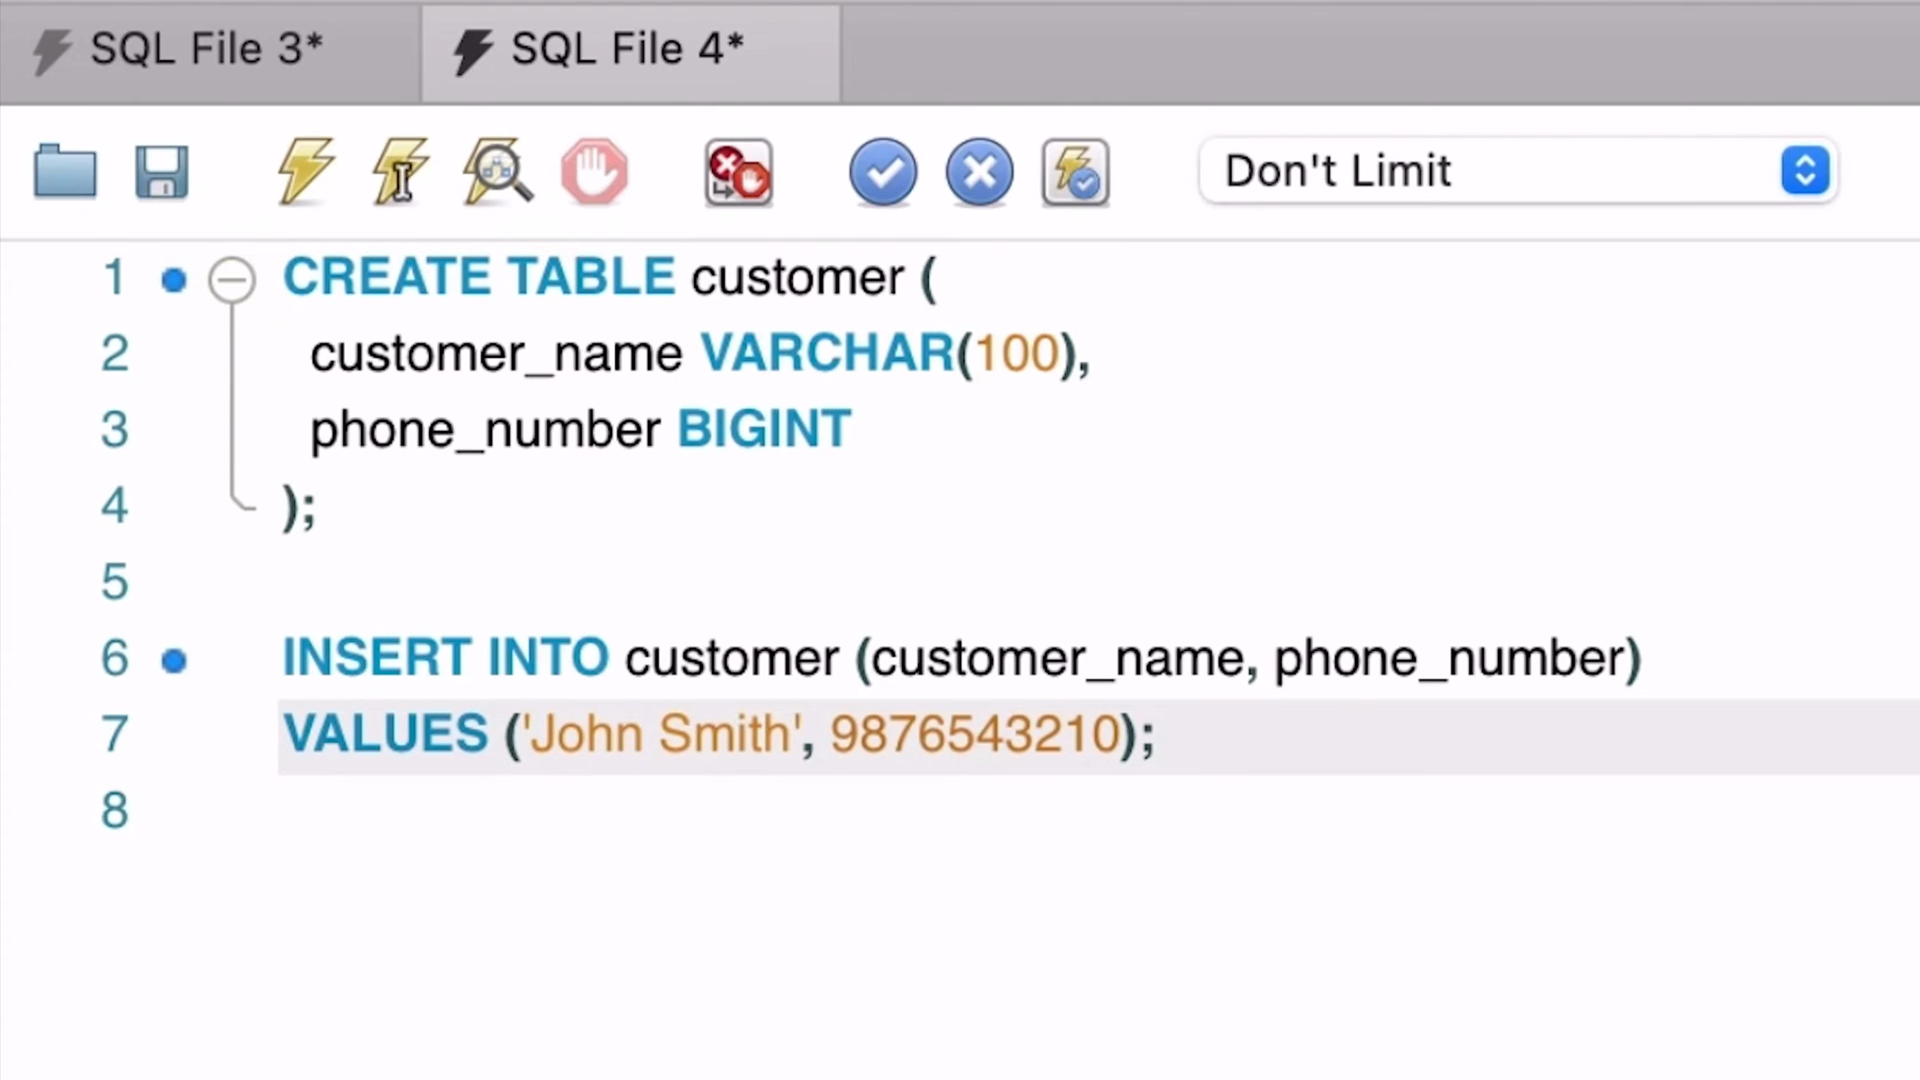 SQL File 3*
SQL File 4*
Don't Limit
1 CREATE TABLE customer (
2 customer_name VARCHAR(100),
3 phone_number BIGINT
4 );
5
6 INSERT INTO customer (customer_name, phone_number)
7 VALUES ('John Smith', 9876543210);
8